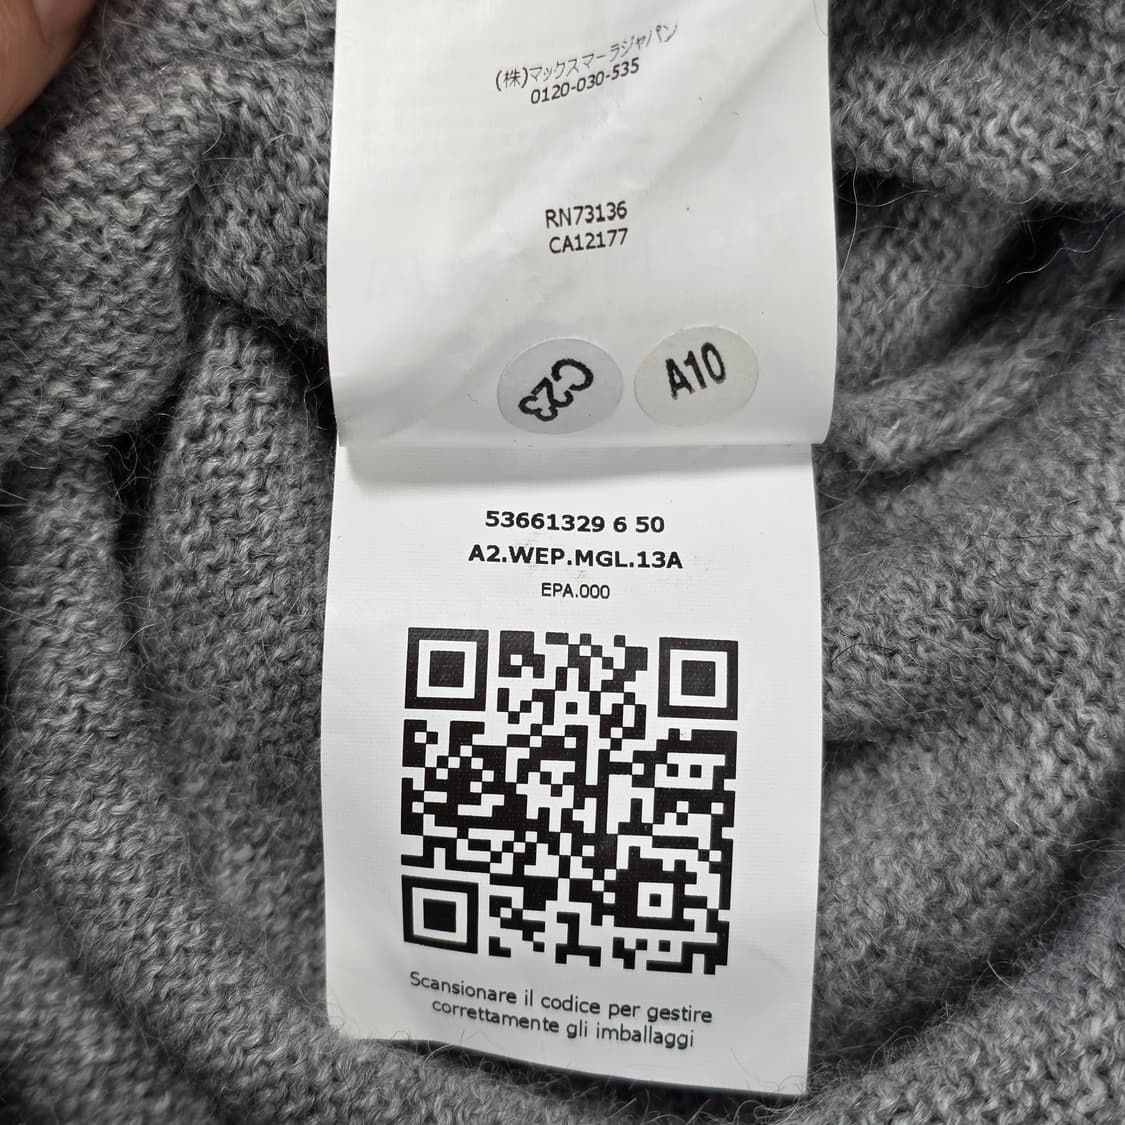 (株)マックスマーラジャパン
0120-030-535
RN73136
CA12177
C23
A10
53661329 6 50
A2.WEP.MGL.13A
EPA.000
Scansionare il codice per gestire
correttamente gli imballaggi